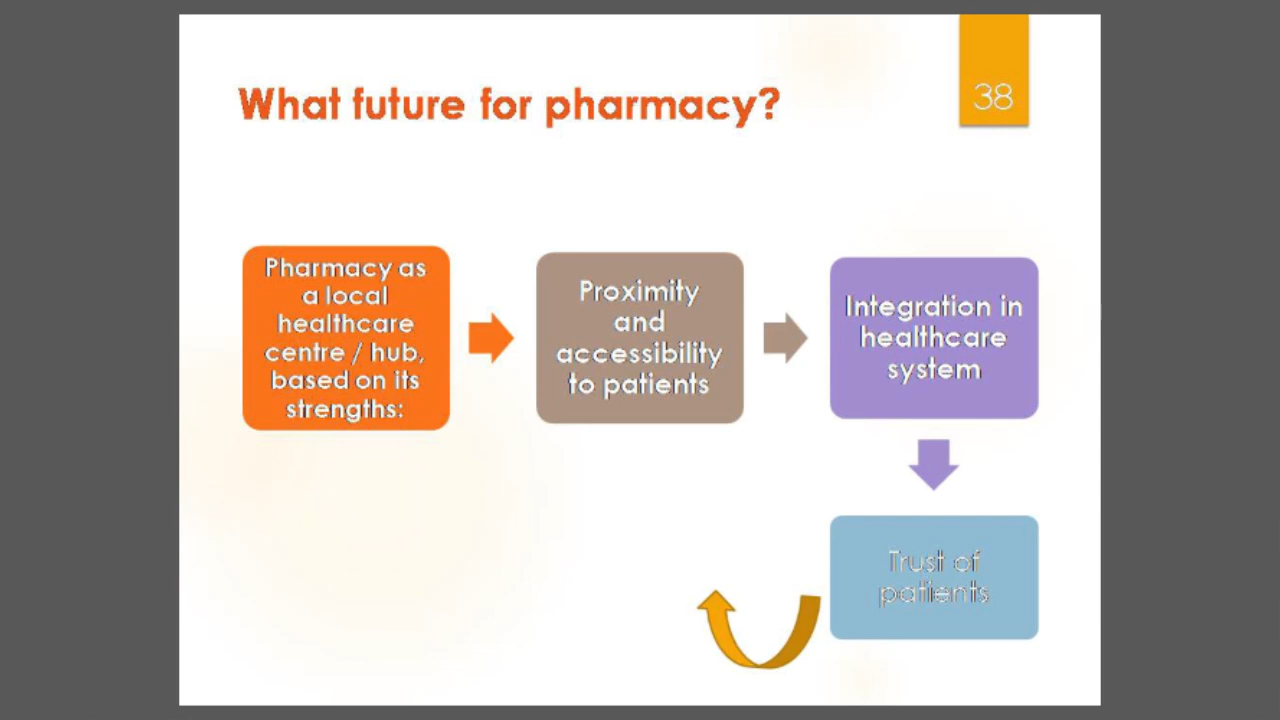 What future for pharmacy?
38
Pharmacy as
a local
healthcare
centre / hub,
based on its
strengths:
Proximity
and
accessibility
to patients
Integration in
healthcare
system
Trust of
patients